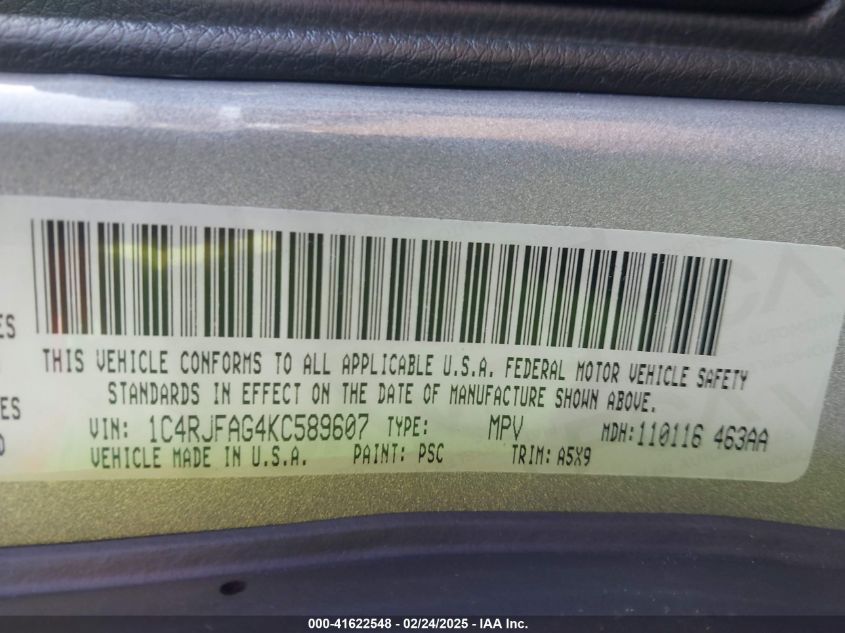 ES
THIS VEHICLE CONFORMS TO ALL APPLICABLE U.S.A. FEDERAL MOTOR VEHICLE SAFETY
STANDARDS IN EFFECT ON THE DATE OF MANUFACTURE SHOWN ABOVE.
ES
VIN: 1C4RJFAG4KC589607 TYPE: MPV MDH:110116 463AA
D
VEHICLE MADE IN U.S.A. PAINT: PSC TRIM: A5X9
000-41622548 - 02/24/2025 - IAA Inc.